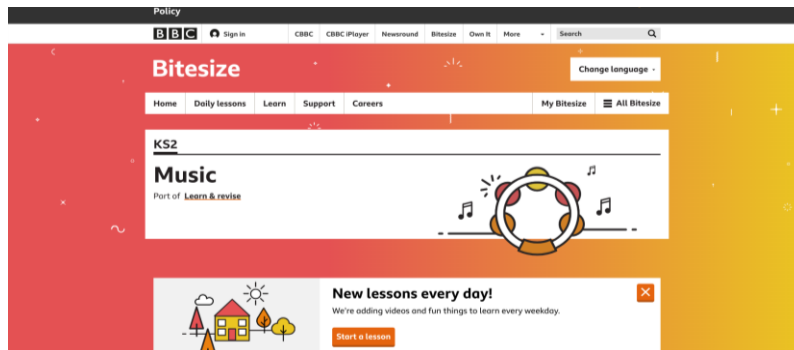 Policy
BBC Sign in CBBC CBBC iPlayer Newsround Bitesize Own It More Search
Bitesize
Change language
Home Daily lessons Learn Support Careers My Bitesize All Bitesize
KS2
Music
Part of Learn & revise
New lessons every day!
We're adding videos and fun things to learn every weekday.
Start a lesson